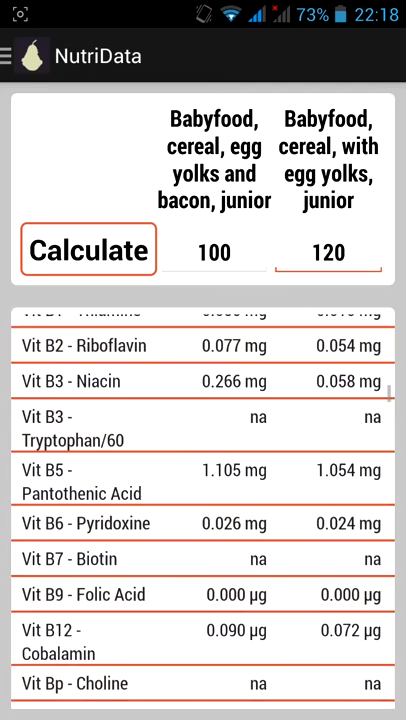 73% 22:18
NutriData
Babyfood, cereal, egg yolks and bacon, junior
Babyfood, cereal, with egg yolks, junior
Calculate 100 120
Vit B2 - Riboflavin 0.077 mg 0.054 mg
Vit B3 - Niacin 0.266 mg 0.058 mg
Vit B3 - na na
Tryptophan/60
Vit B5 - 1.105 mg 1.054 mg
Pantothenic Acid
Vit B6 - Pyridoxine 0.026 mg 0.024 mg
Vit B7 - Biotin na na
Vit B9 - Folic Acid 0.000 µg 0.000 µg
Vit B12 - 0.090 µg 0.072 µg
Cobalamin
Vit Bp - Choline na na